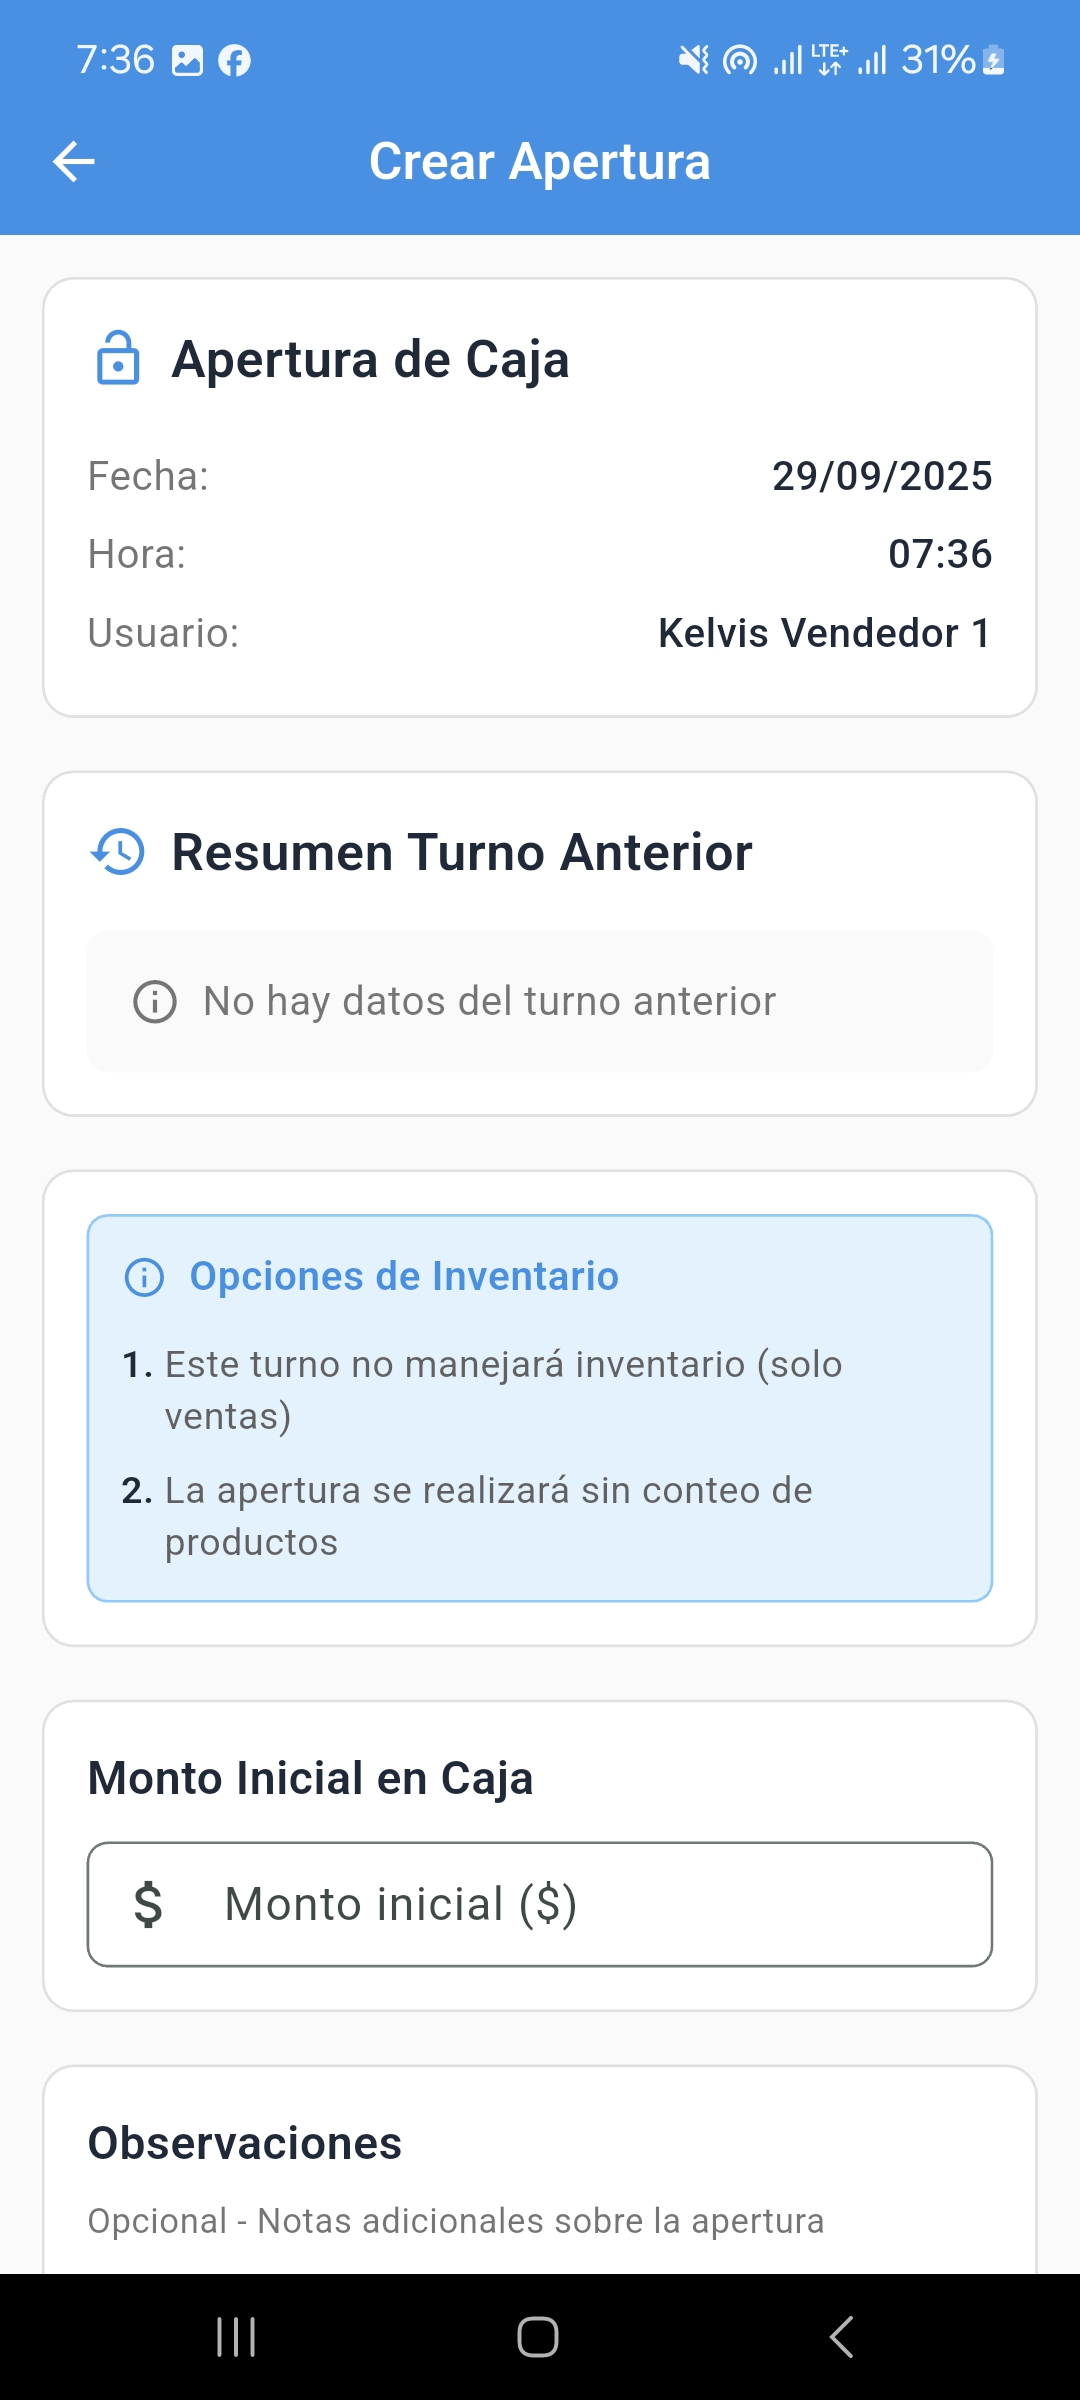 7:36
LTE+
31%
Crear Apertura
Apertura de Caja
Fecha: 29/09/2025
Hora: 07:36
Usuario: Kelvis Vendedor 1
Resumen Turno Anterior
No hay datos del turno anterior
Opciones de Inventario
1. Este turno no manejará inventario (solo
ventas)
2. La apertura se realizará sin conteo de
productos
Monto Inicial en Caja
$ Monto inicial ($)
Observaciones
Opcional - Notas adicionales sobre la apertura